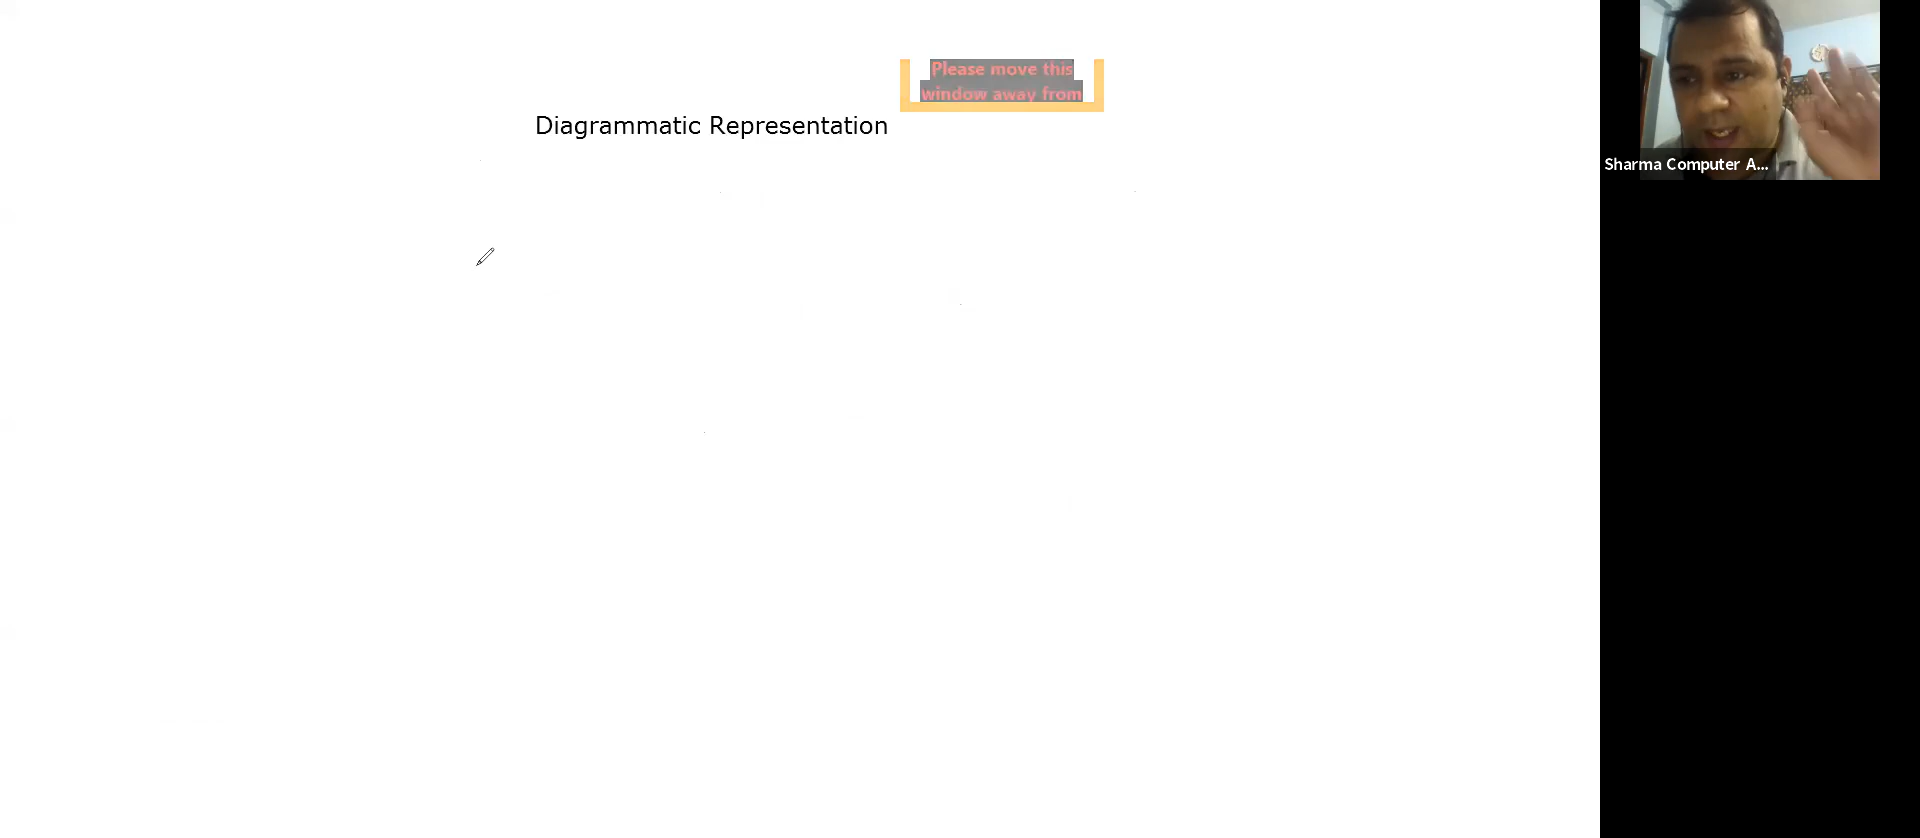 Please move this
window away from
Diagrammatic Representation
Sharma Computer A...